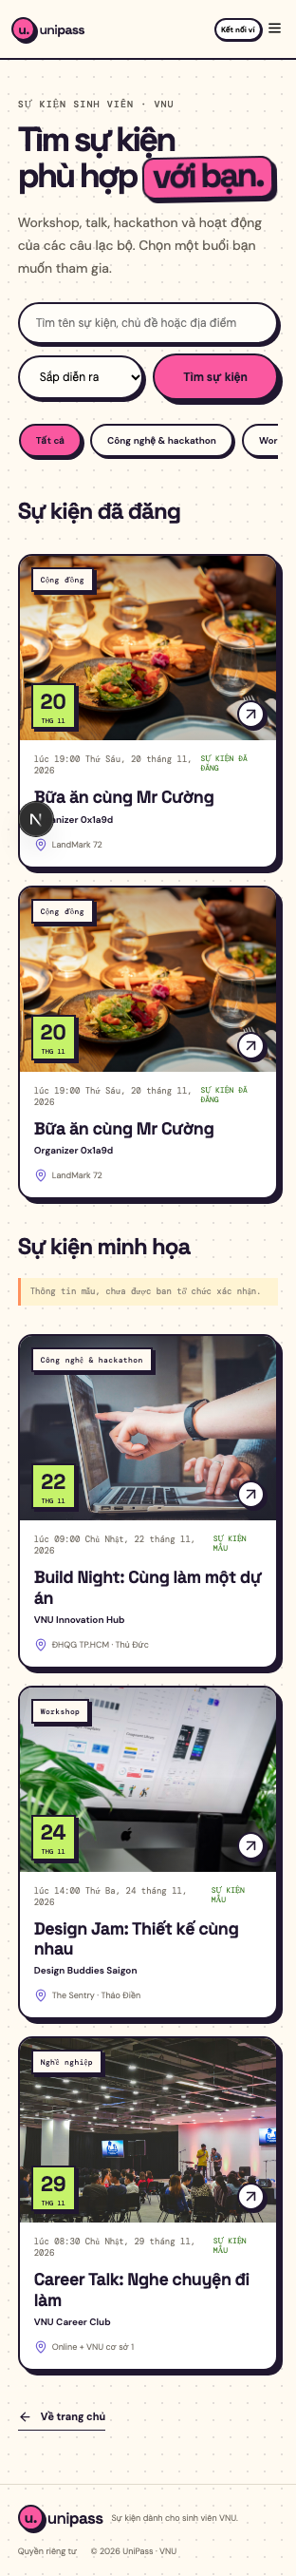 u. unipass
Kết nối ví
SỰ KIỆN SINH VIÊN · VNU
Tìm sự kiện
phù hợp với bạn.
Workshop, talk, hackathon và hoạt động
của các câu lạc bộ. Chọn một buổi bạn
muốn tham gia.
Tìm tên sự kiện, chủ đề hoặc địa điểm
Sắp diễn ra
Tìm sự kiện
Tất cả
Công nghệ & hackathon
Wor
Sự kiện đã đăng
Cộng đồng
20
THG 11
lúc 19:00 Thứ Sáu, 20 tháng 11,
2026
SỰ KIỆN ĐÃ
ĐĂNG
Bữa ăn cùng Mr Cường
N
anizer 0x1a9d
LandMark 72
Cộng đồng
20
THG 11
lúc 19:00 Thứ Sáu, 20 tháng 11,
2026
SỰ KIỆN ĐÃ
ĐĂNG
Bữa ăn cùng Mr Cường
Organizer 0x1a9d
LandMark 72
Sự kiện minh họa
Thông tin mẫu, chưa được ban tổ chức xác nhận.
Công nghệ & hackathon
22
THG 11
lúc 09:00 Chủ Nhật, 22 tháng 11,
2026
SỰ KIỆN
MẪU
Build Night: Cùng làm một dự
án
VNU Innovation Hub
ĐHQG TP.HCM · Thủ Đức
Workshop
24
THG 11
lúc 14:00 Thứ Ba, 24 tháng 11,
2026
SỰ KIỆN
MẪU
Design Jam: Thiết kế cùng
nhau
Design Buddies Saigon
The Sentry · Thảo Điền
Nghề nghiệp
29
THG 11
lúc 08:30 Chủ Nhật, 29 tháng 11,
2026
SỰ KIỆN
MẪU
Career Talk: Nghe chuyện đi
làm
VNU Career Club
Online + VNU cơ sở 1
Về trang chủ
u. unipass
Sự kiện dành cho sinh viên VNU.
Quyền riêng tư
© 2026 UniPass · VNU